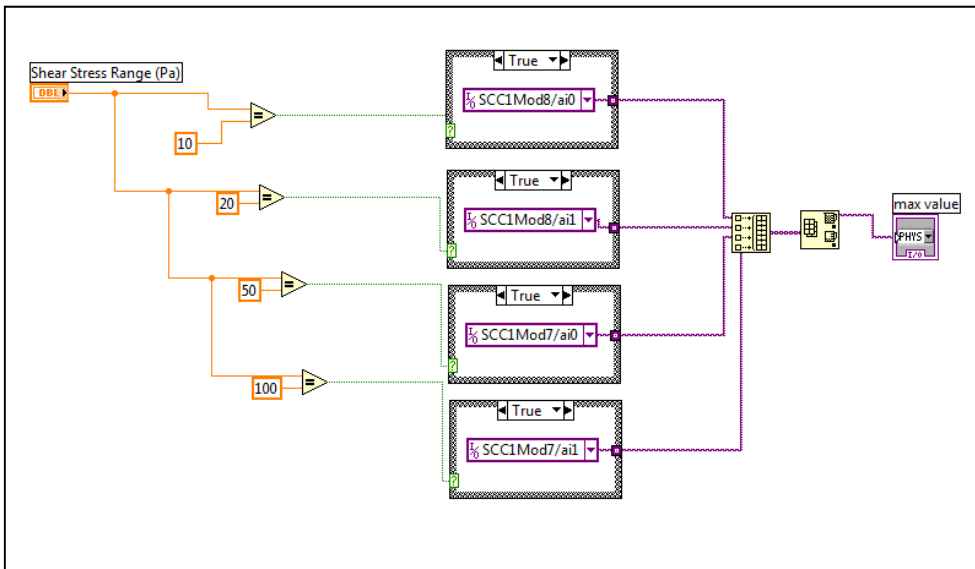 Shear Stress Range (Pa)
DBL
=
10
True
I/O SCC1Mod8/ai0
?
=
20
True
I/O SCC1Mod8/ai1
?
max value
PHYS
I/O
=
50
True
I/O SCC1Mod7/ai0
?
=
100
True
I/O SCC1Mod7/ai1
?